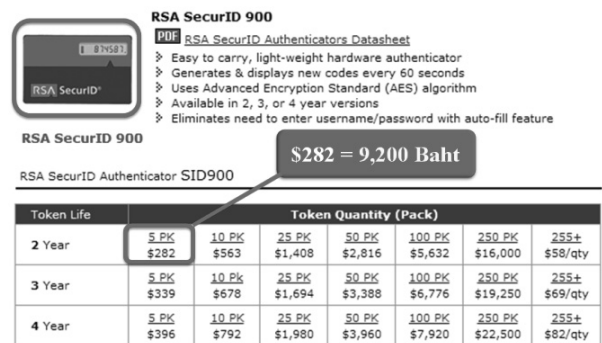 RSA SecurID 900
PDF RSA SecurID Authenticators Datasheet
Easy to carry, light-weight hardware authenticator
Generates & displays new codes every 60 seconds
Uses Advanced Encryption Standard (AES) algorithm
Available in 2, 3, or 4 year versions
Eliminates need to enter username/password with auto-fill feature
RSA SecurID®
RSA SecurID 900
$282 = 9,200 Baht
RSA SecurID Authenticator SID900
Token Life Token Quantity (Pack)
5 PK 10 PK 25 PK 50 PK 100 PK 250 PK 255+
2 Year
$282 $563 $1,408 $2,816 $5,632 $16,000 $58/qty
5 PK 10 Pk 25 PK 50 PK 100 PK 250 PK 255+
3 Year
$339 $678 $1,694 $3,388 $6,776 $19,250 $69/qty
5 PK 10 PK 25 PK 50 PK 100 PK 250 PK 255+
4 Year
$396 $792 $1,980 $3,960 $7,920 $22,500 $82/qty